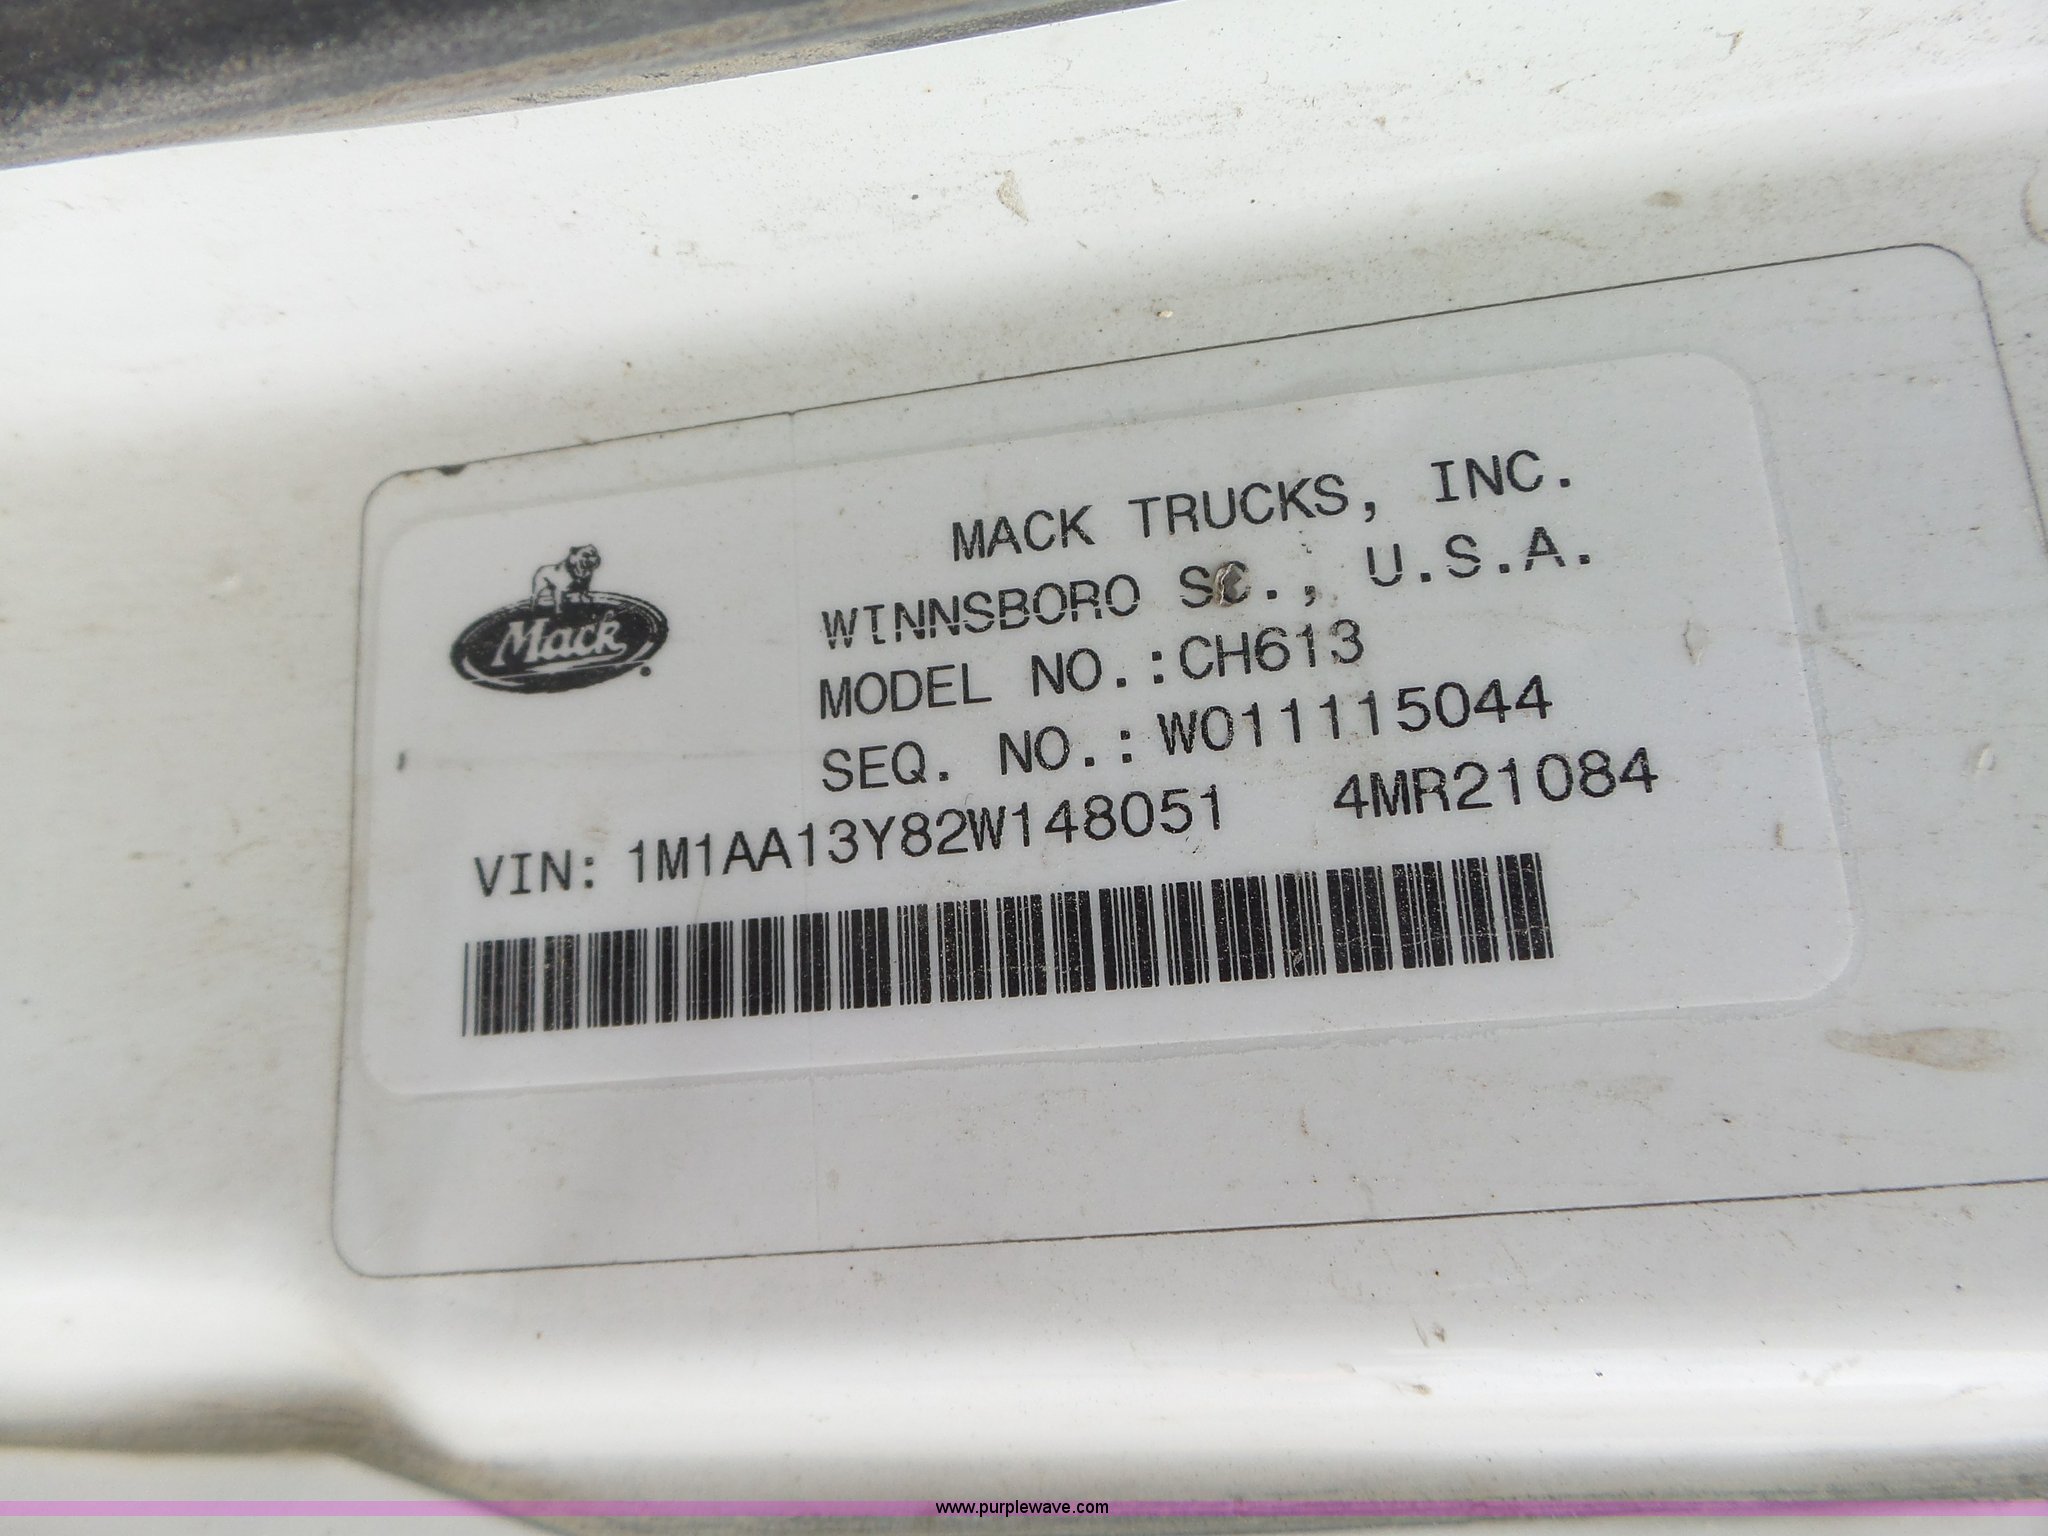 MACK TRUCKS, INC.
WINNSBORO SC., U.S.A.
Mack
MODEL NO.:CH613
SEQ. NO.:W011115044
VIN: 1M1AA13Y82W148051 4MR21084
www.purplewave.com